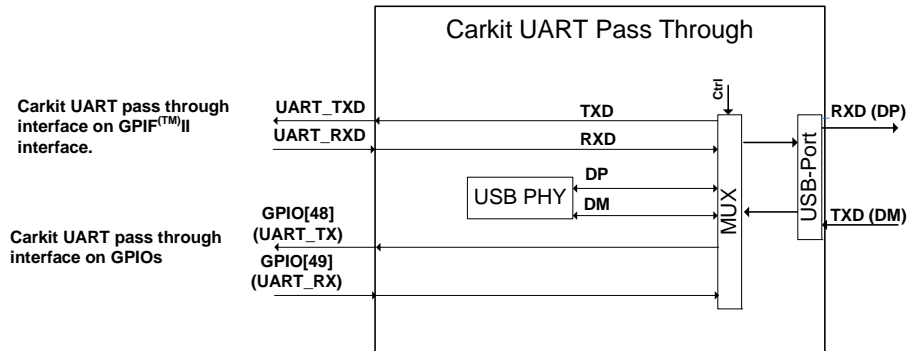 Carkit UART Pass Through
Carkit UART pass through
interface on GPIF(TM)II
interface.
UART_TXD
UART_RXD
TXD
RXD
Ctrl
RXD (DP)
USB PHY
DP
DM
MUX
USB-Port
TXD (DM)
Carkit UART pass through
interface on GPIOs
GPIO[48]
(UART_TX)
GPIO[49]
(UART_RX)